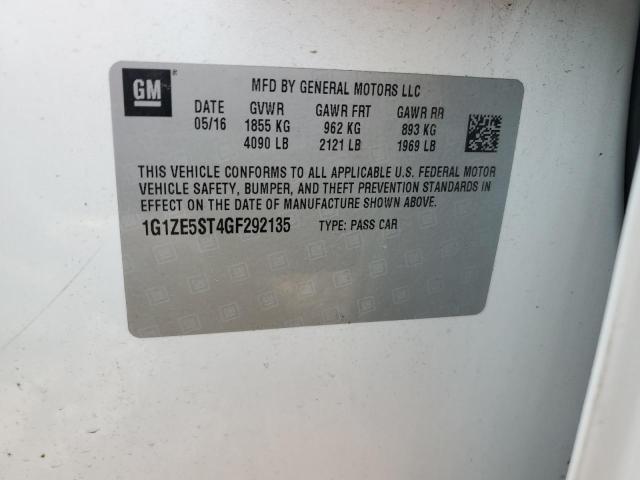 GM
MFD BY GENERAL MOTORS LLC
DATE GVWR GAWR FRT GAWR RR
05/16 1855 KG 962 KG 893 KG
4090 LB 2121 LB 1969 LB
THIS VEHICLE CONFORMS TO ALL APPLICABLE U.S. FEDERAL MOTOR
VEHICLE SAFETY, BUMPER, AND THEFT PREVENTION STANDARDS IN
EFFECT ON THE DATE OF MANUFACTURE SHOWN ABOVE.
1G1ZE5ST4GF292135 TYPE: PASS CAR